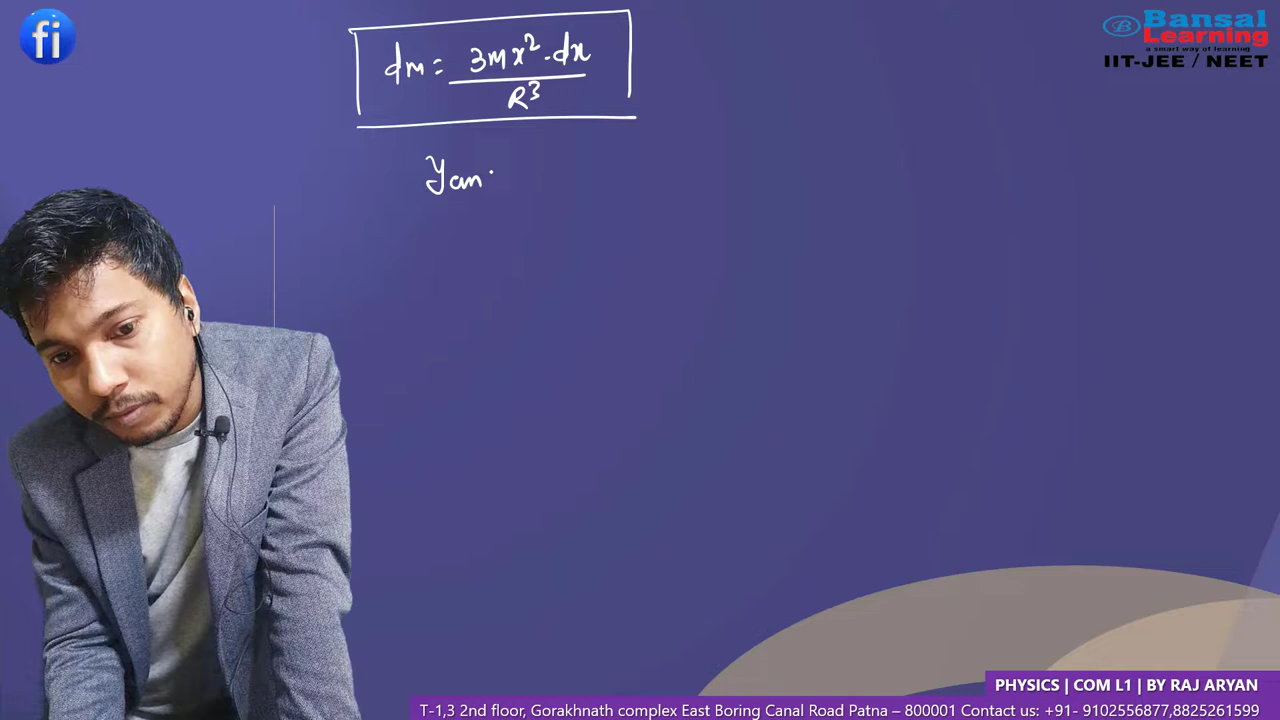 fi
Bansal
Learning
a smart way of learning
IIT-JEE / NEET
dm = 3mx² · dx / R³
Ycm
PHYSICS | COM L1 | BY RAJ ARYAN
T-1,3 2nd floor, Gorakhnath complex East Boring Canal Road Patna – 800001 Contact us: +91- 9102556877,8825261599